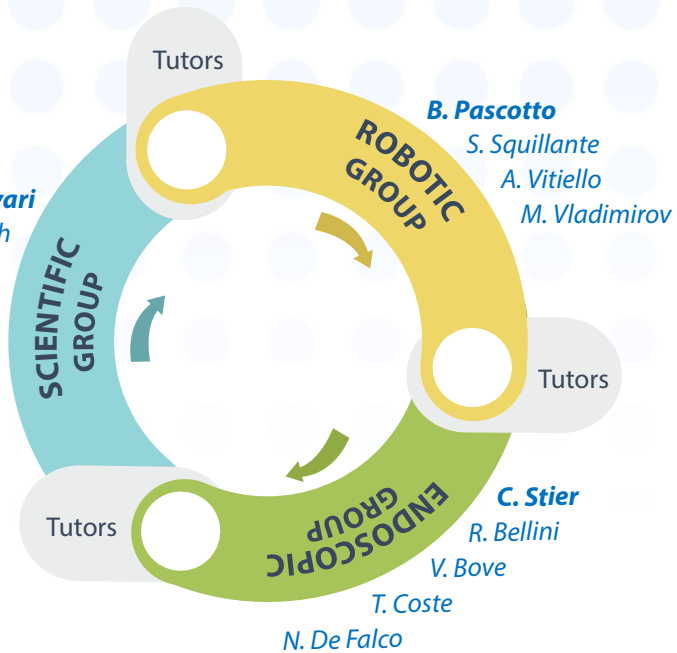 Tutors
ROBOTIC
GROUP
B. Pascotto
S. Squillante
A. Vitiello
M. Vladimirov
SCIENTIFIC
GROUP
Tutors
Tutors
ENDOSCOPIC
GROUP
C. Stier
R. Bellini
V. Bove
T. Coste
N. De Falco